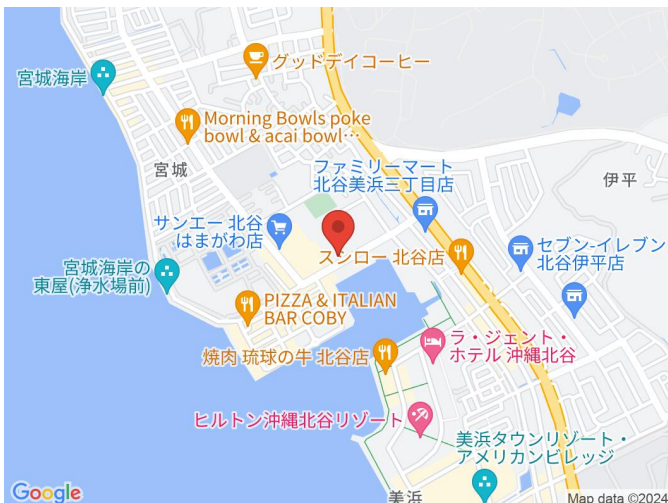 宮城海岸
グッドデイコーヒー
Morning Bowls poke
bowl & acai bowl…
宮城
ファミリーマート
北谷美浜三丁目店
伊平
サンエー 北谷
はまがわ店
スシロー 北谷店
セブン-イレブン
北谷伊平店
宮城海岸の
東屋(浄水場前)
PIZZA & ITALIAN
BAR COBY
焼肉 琉球の牛 北谷店
ラ・ジェント・
ホテル 沖縄北谷
ヒルトン沖縄北谷リゾート
美浜タウンリゾート・
アメリカンビレッジ
美浜
Google
Map data ©2024